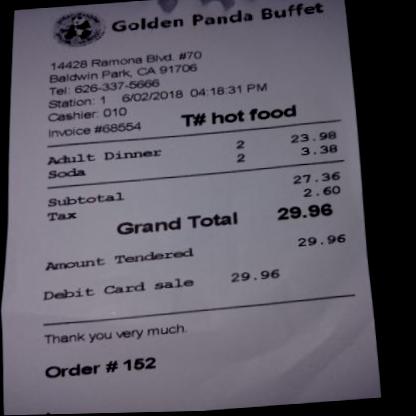 Golden Panda Buffet
14428 Ramona Blvd. #70
Baldwin Park, CA 91706
Tel: 626-337-5666
Station: 1 6/02/2018 04:18:31 PM
Cashier: 010
Invoice #68554 T# hot food
Adult Dinner 2 23.98
Soda 2 3.38
Subtotal 27.36
Tax 2.60
Grand Total 29.96
Amount Tendered 29.96
Debit Card sale 29.96
Thank you very much.
Order # 152